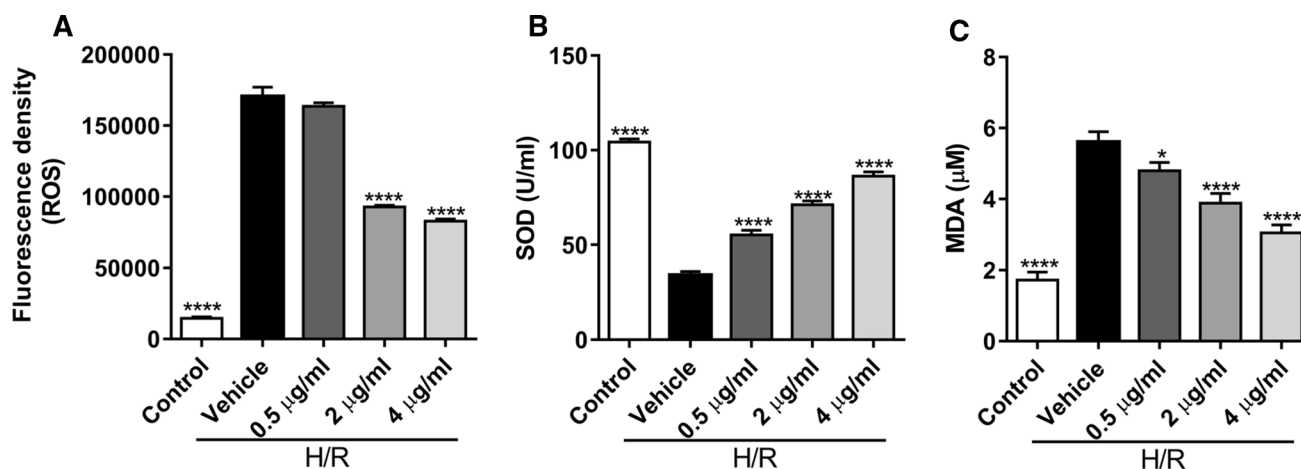 A
Fluorescence density
(ROS)
200000
150000
100000
50000
0
****
****
****
Control
Vehicle
0.5 μg/ml
2 μg/ml
4 μg/ml
H/R
B
SOD (U/ml)
150
100
50
0
****
****
****
****
Control
Vehicle
0.5 μg/ml
2 μg/ml
4 μg/ml
H/R
C
MDA (μM)
8
6
4
2
0
****
*
****
****
Control
Vehicle
0.5 μg/ml
2 μg/ml
4 μg/ml
H/R